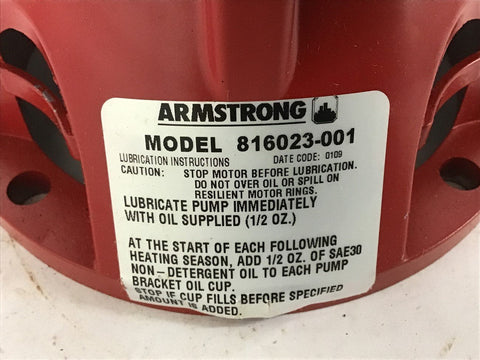 ARMSTRONG
MODEL 816023-001
LUBRICATION INSTRUCTIONS DATE CODE: 0109
CAUTION: STOP MOTOR BEFORE LUBRICATION.
DO NOT OVER OIL OR SPILL ON
RESILIENT MOTOR RINGS.
LUBRICATE PUMP IMMEDIATELY
WITH OIL SUPPLIED (1/2 OZ.)
AT THE START OF EACH FOLLOWING
HEATING SEASON, ADD 1/2 OZ. OF SAE30
NON-DETERGENT OIL TO EACH PUMP
BRACKET OIL CUP.
STOP IF CUP FILLS BEFORE SPECIFIED
AMOUNT IS ADDED.